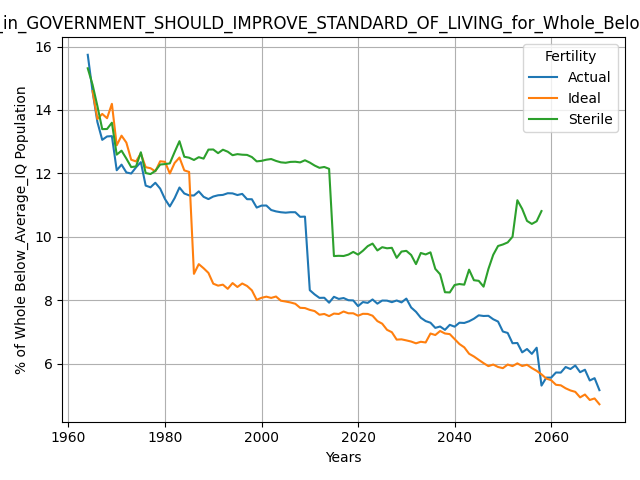 _in_GOVERNMENT_SHOULD_IMPROVE_STANDARD_OF_LIVING_for_Whole_Belo
% of Whole Below_Average_IQ Population
16
14
12
10
8
6
Fertility
Actual
Ideal
Sterile
1960 1980 2000 2020 2040 2060
Years